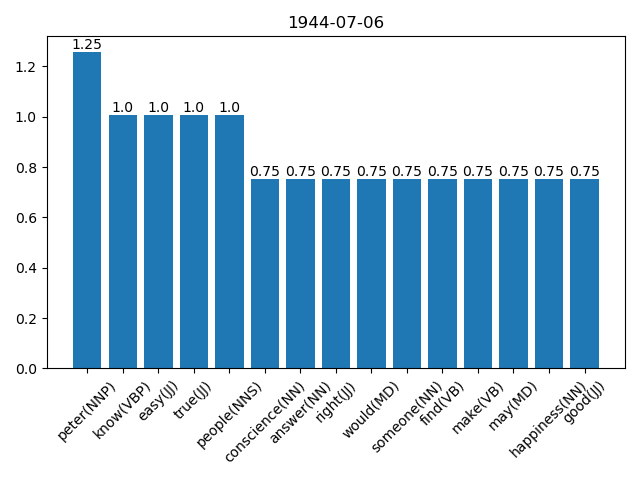 1944-07-06
1.25
1.0 1.0 1.0 1.0
0.75 0.75 0.75 0.75 0.75 0.75 0.75 0.75 0.75 0.75
1.2
1.0
0.8
0.6
0.4
0.2
0.0
peter(NNP)
know(VBP)
easy(JJ)
true(JJ)
people(NNS)
conscience(NN)
answer(NN)
right(JJ)
would(MD)
someone(NN)
find(VB)
make(VB)
may(MD)
happiness(NN)
good(JJ)